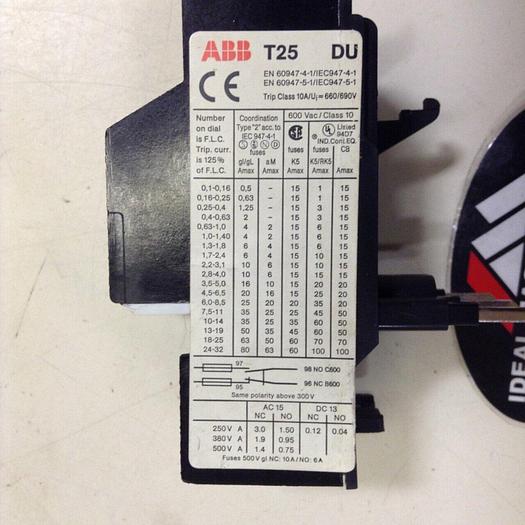 ABB T25 DU
CE
EN 60947-4-1/IEC947-4-1
EN 60947-5-1/IEC947-5-1
Trip Class 10A/Ui=660/690V
Number on dial is F.L.C. Trip. curr. is 125% of F.L.C.
Coordination Type "2" acc. to IEC 947-4-1
fuses
gl/gL Amax
aM Amax
600 Vac / Class 10
fuses
K5 Amax
Listed 94D7
IND.Cont.EQ.
fuses
K5/RK5 Amax
CB Amax
0,1-0,16 0,5 – 15 1 15
0,16-0,25 0,63 – 15 1 15
0,25-0,4 1,25 – 15 3 15
0,4-0,63 2 – 15 3 15
0,63-1,0 4 2 15 6 15
1,0-1,40 4 2 15 6 15
1,3-1,8 6 4 15 6 15
1,7-2,4 6 4 15 10 15
2,2-3,1 10 6 15 10 15
2,8-4,0 10 6 15 15 15
3,5-5,0 16 10 15 20 20
4,5-6,5 20 16 15 25 20
6,0-8,5 25 20 20 35 20
7,5-11 35 25 25 45 50
10-14 35 25 35 60 50
13-19 50 35 45 60 50
18-25 63 50 60 70 70
24-32 80 63 60 100 100
97 98 NO C600
95 96 NC B600
Same polarity above 300V
AC 15 DC 13
NC NO NC NO
250V A 3.0 1.50 0.12 0.04
380V A 1.9 0.95
500V A 1.4 0.75
Fuses 500V gl NC: 10A/NO: 6A
IDEAL